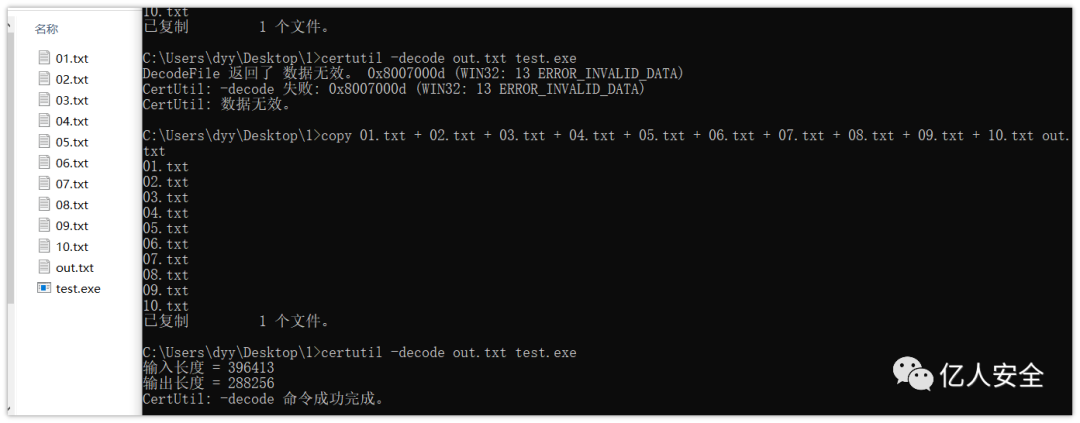 名称
01.txt
02.txt
03.txt
04.txt
05.txt
06.txt
07.txt
08.txt
09.txt
10.txt
out.txt
test.exe
10.txt
已复制         1 个文件。
C:\Users\dyy\Desktop\1>certutil -decode out.txt test.exe
DecodeFile 返回了 数据无效。 0x8007000d (WIN32: 13 ERROR_INVALID_DATA)
CertUtil: -decode 失败: 0x8007000d (WIN32: 13 ERROR_INVALID_DATA)
CertUtil: 数据无效。
C:\Users\dyy\Desktop\1>copy 01.txt + 02.txt + 03.txt + 04.txt + 05.txt + 06.txt + 07.txt + 08.txt + 09.txt + 10.txt out.
txt
01.txt
02.txt
03.txt
04.txt
05.txt
06.txt
07.txt
08.txt
09.txt
10.txt
已复制         1 个文件。
C:\Users\dyy\Desktop\1>certutil -decode out.txt test.exe
输入长度 = 396413
输出长度 = 288256
CertUtil: -decode 命令成功完成。
亿人安全